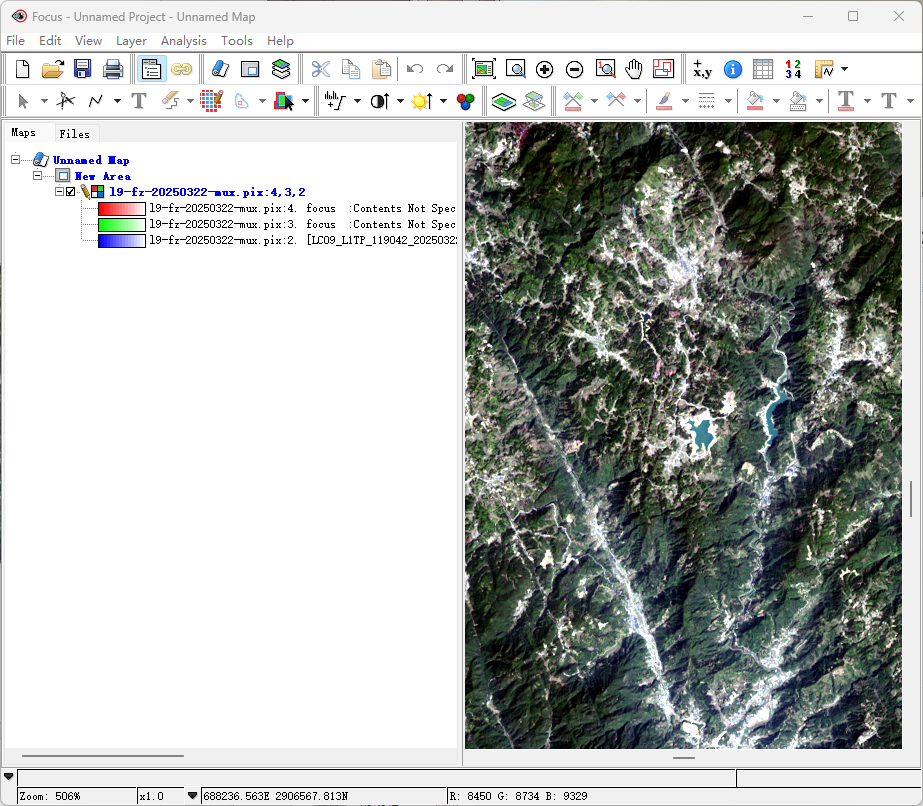 Focus - Unnamed Project - Unnamed Map
File Edit View Layer Analysis Tools Help
x,y
1 2
3 4
Maps Files
Unnamed Map
New Area
l9-fz-20250322-mux.pix:4,3,2
l9-fz-20250322-mux.pix:4. focus :Contents Not Spec
l9-fz-20250322-mux.pix:3. focus :Contents Not Spec
l9-fz-20250322-mux.pix:2. [LC09_L1TP_119042_2025032
Zoom: 506% x1.0 688236.563E 2906567.813N R: 8450 G: 8734 B: 9329